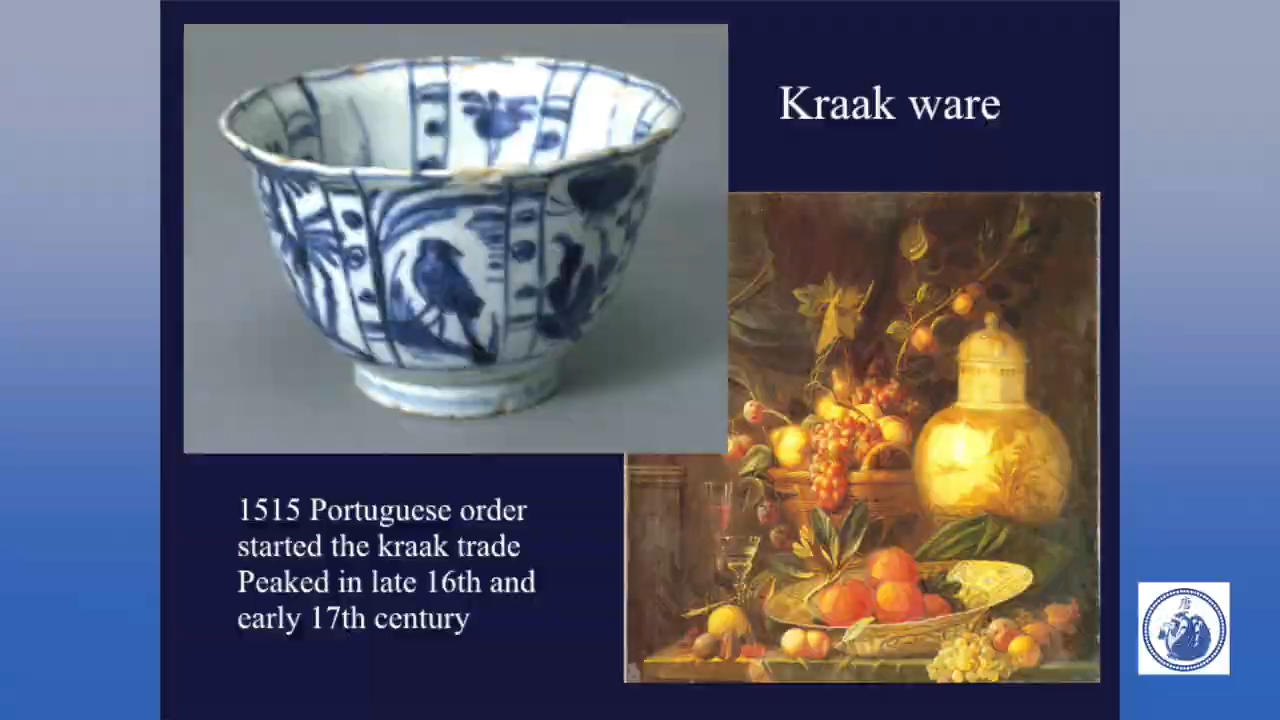 Kraak ware
1515 Portuguese order
started the kraak trade
Peaked in late 16th and
early 17th century